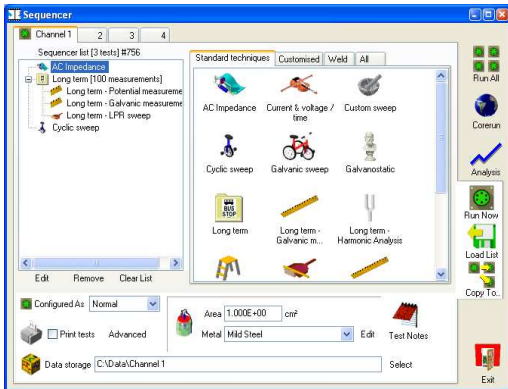 Sequencer
Channel 1 2 3 4
Sequencer list [3 tests] #756
AC Impedance
Long term [100 measurements]
Long term - Potential measureme
Long term - Galvanic measureme
Long term - LPR sweep
Cyclic sweep
Edit Remove Clear List
Standard techniques Customised Weld All
AC Impedance
Current & voltage / time
Custom sweep
Cyclic sweep
Galvanic sweep
Galvanostatic
BUS STOP
Long term
Long term - Galvanic m...
Long term - Harmonic Analysis
Run All
Corerun
Analysis
Run Now
Load List
Copy To..
Exit
Configured As Normal
Print tests Advanced
Area 1.000E+00 cm²
Metal Mild Steel Edit
Test Notes
Data storage C:\Data\Channel 1 Select